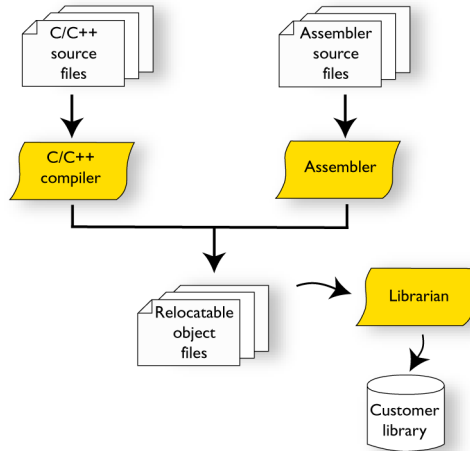 C/C++
source
files
Assembler
source
files
C/C++
compiler
Assembler
Relocatable
object
files
Librarian
Customer
library